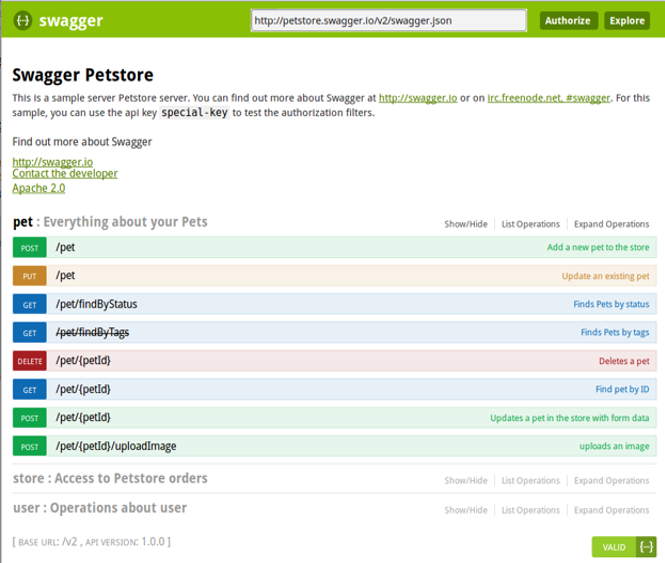 {··} swagger http://petstore.swagger.io/v2/swagger.json Authorize Explore
Swagger Petstore
This is a sample server Petstore server. You can find out more about Swagger at http://swagger.io or on irc.freenode.net, #swagger. For this
sample, you can use the api key special-key to test the authorization filters.
Find out more about Swagger
http://swagger.io
Contact the developer
Apache 2.0
pet : Everything about your Pets Show/Hide List Operations Expand Operations
POST /pet Add a new pet to the store
PUT /pet Update an existing pet
GET /pet/findByStatus Finds Pets by status
GET /pet/findByTags Finds Pets by tags
DELETE /pet/{petId} Deletes a pet
GET /pet/{petId} Find pet by ID
POST /pet/{petId} Updates a pet in the store with form data
POST /pet/{petId}/uploadImage uploads an image
store : Access to Petstore orders Show/Hide List Operations Expand Operations
user : Operations about user Show/Hide List Operations Expand Operations
[ BASE URL: /v2 , API VERSION: 1.0.0 ]
VALID {··}